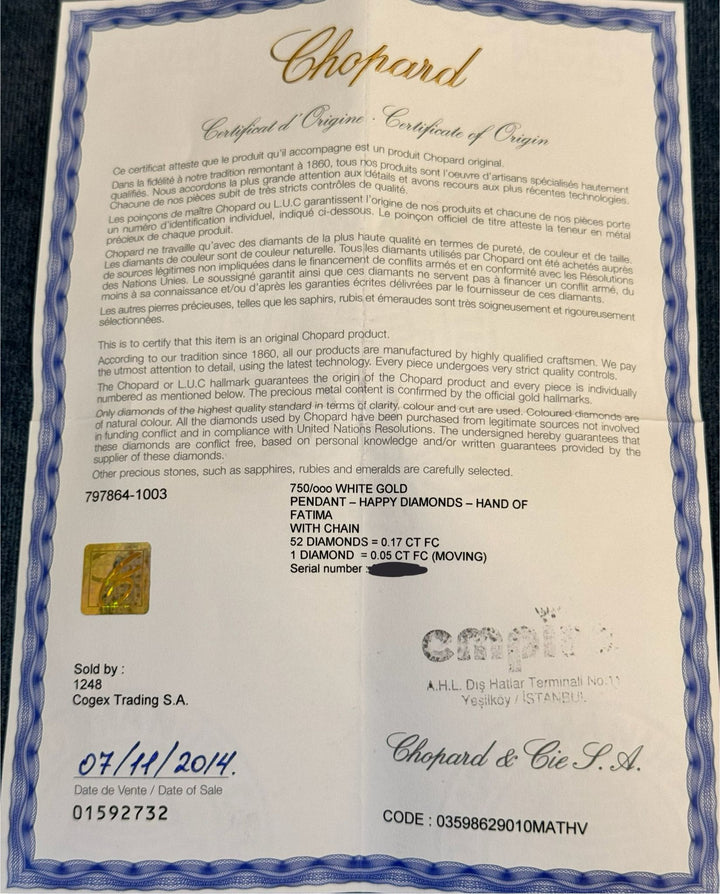 Chopard
Certificat d'Origine · Certificate of Origin
Ce certificat atteste que le produit qu'il accompagne est un produit Chopard original.
Dans la fidélité à notre tradition remontant à 1860, tous nos produits sont l'oeuvre d'artisans spécialisés hautement
qualifiés. Nous accordons la plus grande attention aux détails et avons recours aux plus récentes technologies.
Chacune de nos pièces subit de très stricts contrôles de qualité.
Les poinçons de maître Chopard ou L.U.C garantissent l'origine de nos produits et chacune de nos pièces porte
un numéro d'identification individuel, indiqué ci-dessous. Le poinçon officiel de titre atteste la teneur en métal
précieux de chaque produit.
Chopard ne travaille qu'avec des diamants de la plus haute qualité en termes de pureté, de couleur et de taille.
Les diamants de couleur sont de couleur naturelle. Tous les diamants utilisés par Chopard ont été achetés auprès
de sources légitimes non impliquées dans le financement de conflits armés et en conformité avec les Résolutions
des Nations Unies. Le soussigné garantit ainsi que ces diamants ne servent pas à financer un conflit armé, du
moins à sa connaissance et/ou d'après les garanties écrites délivrées par le fournisseur de ces diamants.
Les autres pierres précieuses, telles que les saphirs, rubis et émeraudes sont très soigneusement et rigoureusement
sélectionnées.
This is to certify that this item is an original Chopard product.
According to our tradition since 1860, all our products are manufactured by highly qualified craftsmen. We pay
the utmost attention to detail, using the latest technology. Every piece undergoes very strict quality controls.
The Chopard or L.U.C hallmark guarantees the origin of the Chopard product and every piece is individually
numbered as mentioned below. The precious metal content is confirmed by the official gold hallmarks.
Only diamonds of the highest quality standard in terms of clarity, colour and cut are used. Coloured diamonds are
of natural colour. All the diamonds used by Chopard have been purchased from legitimate sources not involved
in funding conflict and in compliance with United Nations Resolutions. The undersigned hereby guarantees that
these diamonds are conflict free, based on personal knowledge and/or written guarantees provided by the
supplier of these diamonds.
Other precious stones, such as sapphires, rubies and emeralds are carefully selected.
797864-1003
750/ooo WHITE GOLD
PENDANT – HAPPY DIAMONDS – HAND OF
FATIMA
WITH CHAIN
52 DIAMONDS = 0.17 CT FC
1 DIAMOND = 0.05 CT FC (MOVING)
Serial number :
empire
A.H.L. Dış Hatlar Terminali No:11
Yeşilköy / İSTANBUL
Sold by :
1248
Cogex Trading S.A.
07/11/2014.
Date de Vente / Date of Sale
01592732
Chopard & Cie S.A.
CODE : 03598629010MATHV